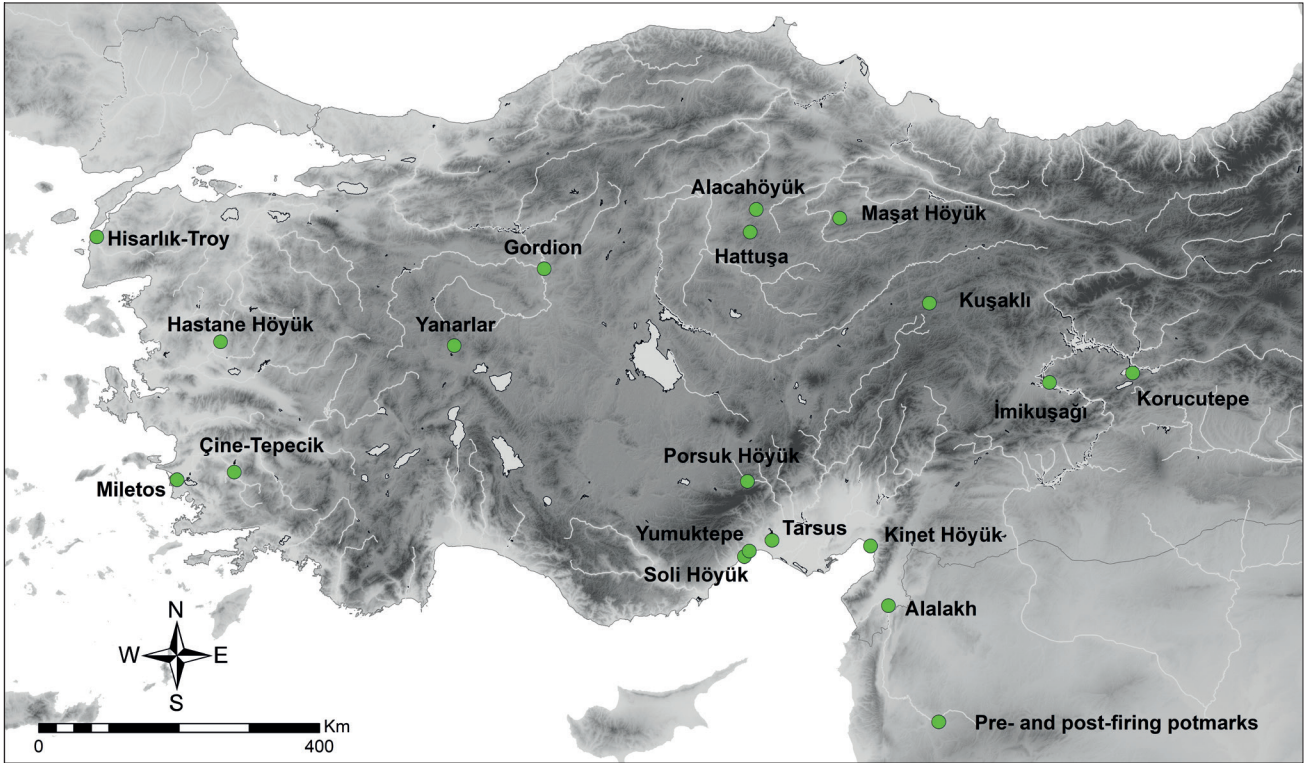 Alacahöyük
Maşat Höyük
Hisarlık-Troy
Gordion
Hattuşa
Kuşaklı
Hastane Höyük
Yanarlar
Korucutepe
İmikuşağı
Çine-Tepecik
Porsuk Höyük
Miletos
Yumuktepe
Tarsus
Kinet Höyük
Soli Höyük
Alalakh
N
W
E
S
Pre- and post-firing potmarks
Km
0
400